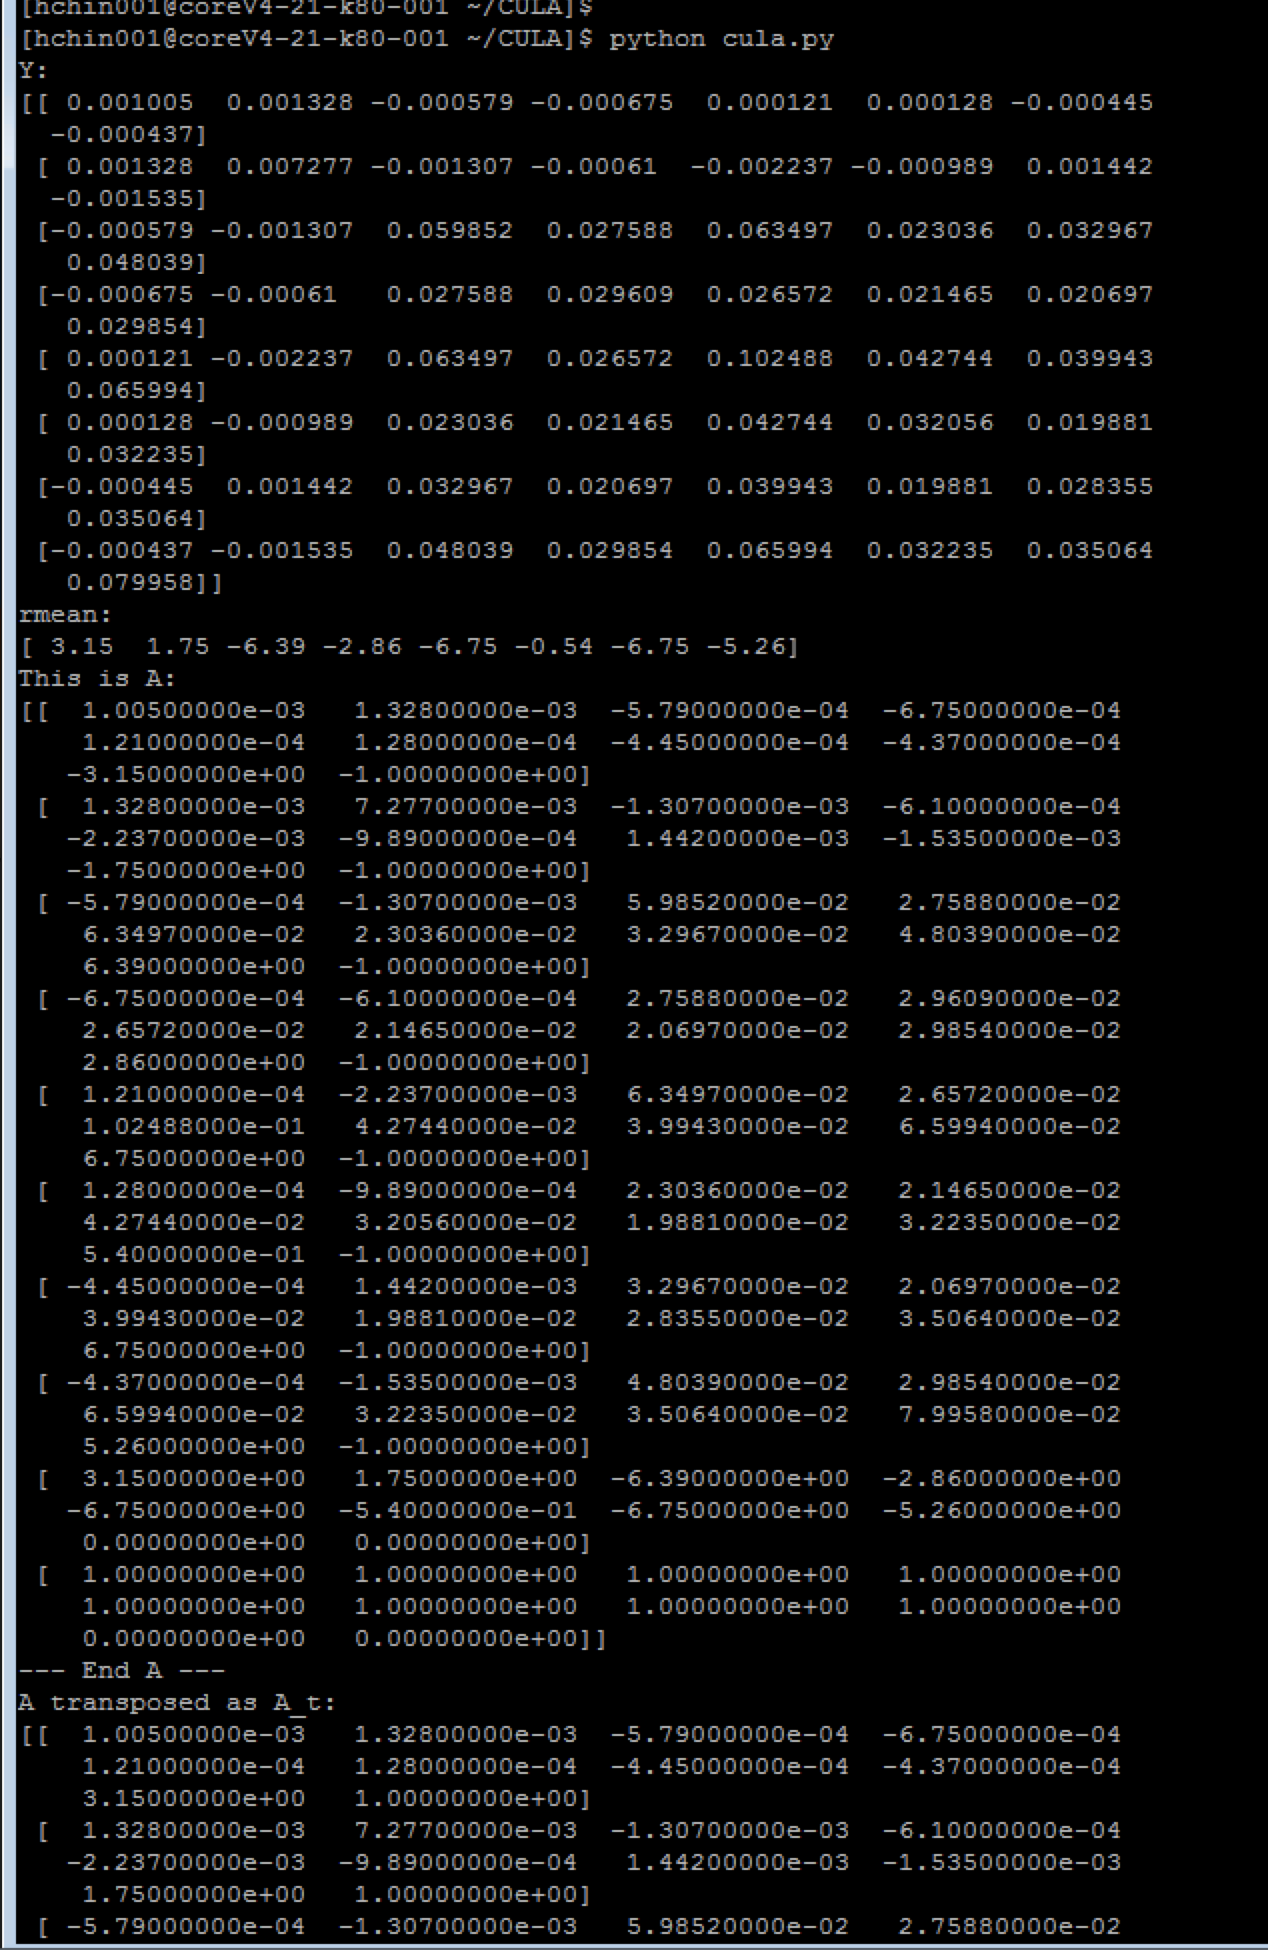 [hchin001@coreV4-21-k80-001 ~/CULA]$
[hchin001@coreV4-21-k80-001 ~/CULA]$ python cula.py
Y:
[[ 0.001005  0.001328 -0.000579 -0.000675  0.000121  0.000128 -0.000445
  -0.000437]
 [ 0.001328  0.007277 -0.001307 -0.00061  -0.002237 -0.000989  0.001442
  -0.001535]
 [-0.000579 -0.001307  0.059852  0.027588  0.063497  0.023036  0.032967
   0.048039]
 [-0.000675 -0.00061   0.027588  0.029609  0.026572  0.021465  0.020697
   0.029854]
 [ 0.000121 -0.002237  0.063497  0.026572  0.102488  0.042744  0.039943
   0.065994]
 [ 0.000128 -0.000989  0.023036  0.021465  0.042744  0.032056  0.019881
   0.032235]
 [-0.000445  0.001442  0.032967  0.020697  0.039943  0.019881  0.028355
   0.035064]
 [-0.000437 -0.001535  0.048039  0.029854  0.065994  0.032235  0.035064
   0.079958]]
rmean:
[ 3.15  1.75 -6.39 -2.86 -6.75 -0.54 -6.75 -5.26]
This is A:
[[  1.00500000e-03   1.32800000e-03  -5.79000000e-04  -6.75000000e-04
    1.21000000e-04   1.28000000e-04  -4.45000000e-04  -4.37000000e-04
   -3.15000000e+00  -1.00000000e+00]
 [  1.32800000e-03   7.27700000e-03  -1.30700000e-03  -6.10000000e-04
   -2.23700000e-03  -9.89000000e-04   1.44200000e-03  -1.53500000e-03
   -1.75000000e+00  -1.00000000e+00]
 [ -5.79000000e-04  -1.30700000e-03   5.98520000e-02   2.75880000e-02
    6.34970000e-02   2.30360000e-02   3.29670000e-02   4.80390000e-02
    6.39000000e+00  -1.00000000e+00]
 [ -6.75000000e-04  -6.10000000e-04   2.75880000e-02   2.96090000e-02
    2.65720000e-02   2.14650000e-02   2.06970000e-02   2.98540000e-02
    2.86000000e+00  -1.00000000e+00]
 [  1.21000000e-04  -2.23700000e-03   6.34970000e-02   2.65720000e-02
    1.02488000e-01   4.27440000e-02   3.99430000e-02   6.59940000e-02
    6.75000000e+00  -1.00000000e+00]
 [  1.28000000e-04  -9.89000000e-04   2.30360000e-02   2.14650000e-02
    4.27440000e-02   3.20560000e-02   1.98810000e-02   3.22350000e-02
    5.40000000e-01  -1.00000000e+00]
 [ -4.45000000e-04   1.44200000e-03   3.29670000e-02   2.06970000e-02
    3.99430000e-02   1.98810000e-02   2.83550000e-02   3.50640000e-02
    6.75000000e+00  -1.00000000e+00]
 [ -4.37000000e-04  -1.53500000e-03   4.80390000e-02   2.98540000e-02
    6.59940000e-02   3.22350000e-02   3.50640000e-02   7.99580000e-02
    5.26000000e+00  -1.00000000e+00]
 [  3.15000000e+00   1.75000000e+00  -6.39000000e+00  -2.86000000e+00
   -6.75000000e+00  -5.40000000e-01  -6.75000000e+00  -5.26000000e+00
    0.00000000e+00   0.00000000e+00]
 [  1.00000000e+00   1.00000000e+00   1.00000000e+00   1.00000000e+00
    1.00000000e+00   1.00000000e+00   1.00000000e+00   1.00000000e+00
    0.00000000e+00   0.00000000e+00]]
--- End A ---
A transposed as A_t:
[[  1.00500000e-03   1.32800000e-03  -5.79000000e-04  -6.75000000e-04
    1.21000000e-04   1.28000000e-04  -4.45000000e-04  -4.37000000e-04
    3.15000000e+00   1.00000000e+00]
 [  1.32800000e-03   7.27700000e-03  -1.30700000e-03  -6.10000000e-04
   -2.23700000e-03  -9.89000000e-04   1.44200000e-03  -1.53500000e-03
    1.75000000e+00   1.00000000e+00]
 [ -5.79000000e-04  -1.30700000e-03   5.98520000e-02   2.75880000e-02